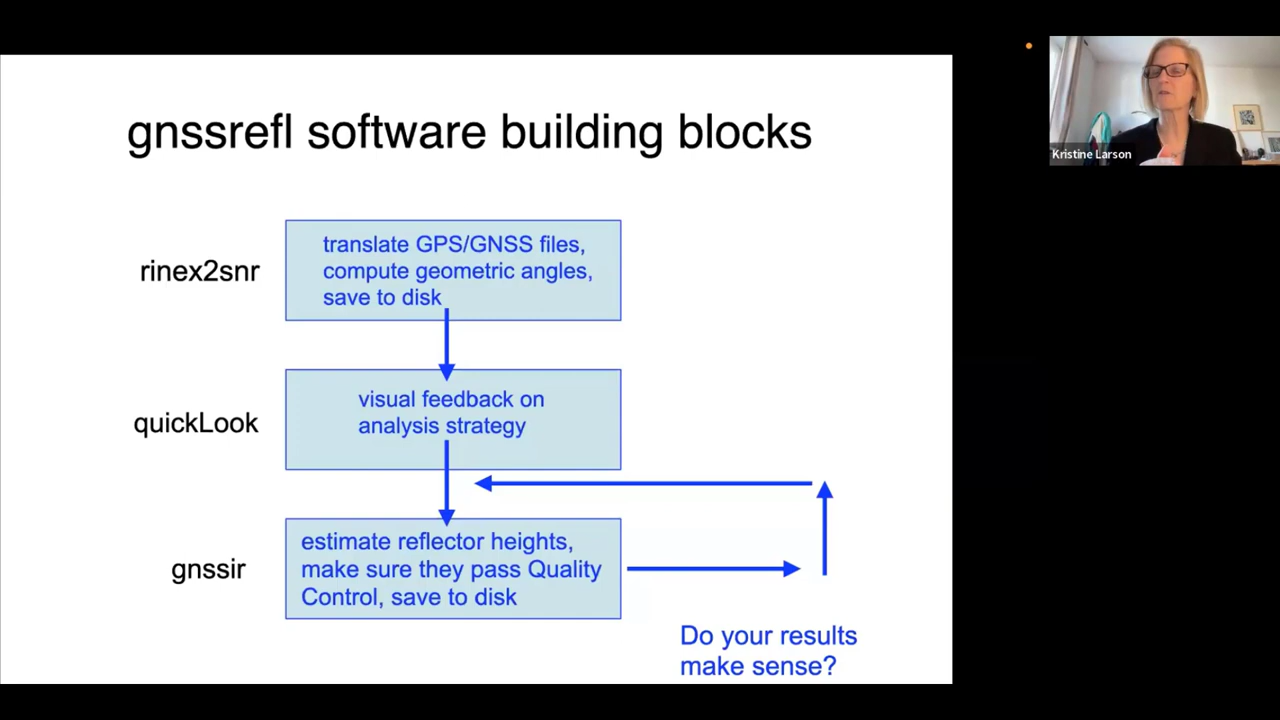 gnssrefl software building blocks
rinex2snr
translate GPS/GNSS files,
compute geometric angles,
save to disk
quickLook
visual feedback on
analysis strategy
gnssir
estimate reflector heights,
make sure they pass Quality
Control, save to disk
Do your results
make sense?
Kristine Larson